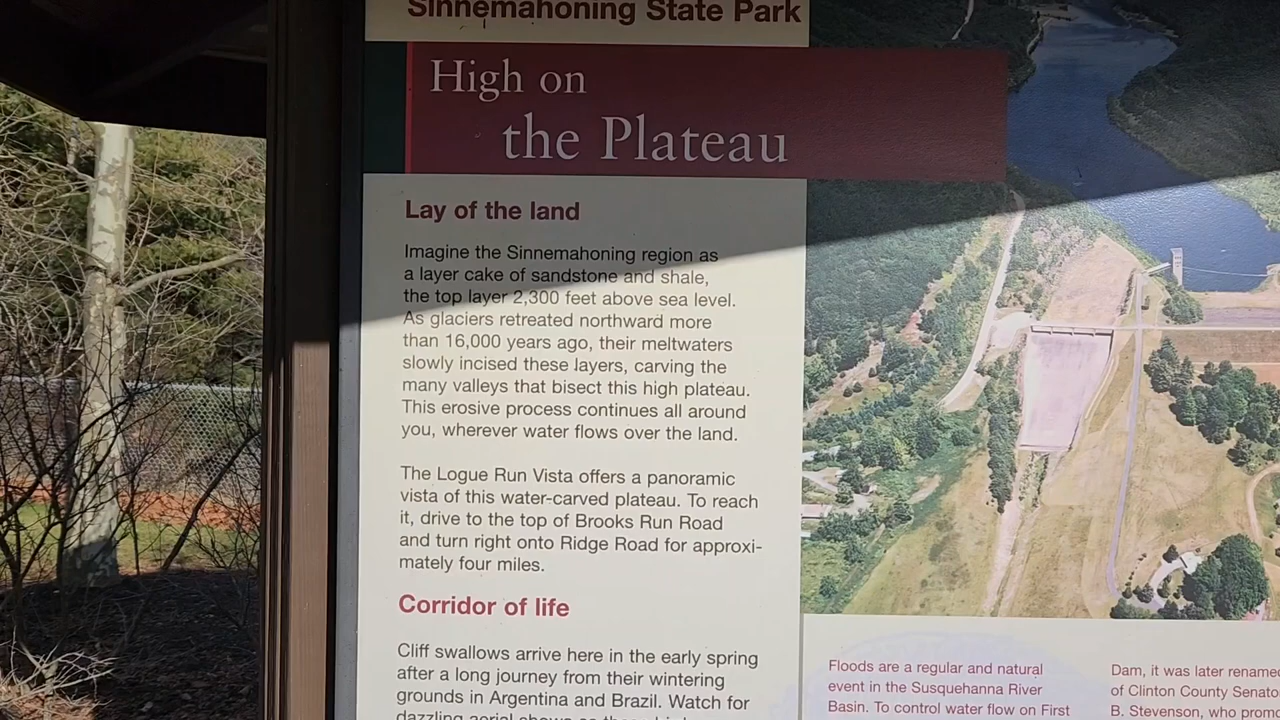 Sinnemahoning State Park
High on
the Plateau
Lay of the land
Imagine the Sinnemahoning region as
a layer cake of sandstone and shale,
the top layer 2,300 feet above sea level.
As glaciers retreated northward more
than 16,000 years ago, their meltwaters
slowly incised these layers, carving the
many valleys that bisect this high plateau.
This erosive process continues all around
you, wherever water flows over the land.
The Logue Run Vista offers a panoramic
vista of this water-carved plateau. To reach
it, drive to the top of Brooks Run Road
and turn right onto Ridge Road for approxi-
mately four miles.
Corridor of life
Cliff swallows arrive here in the early spring
after a long journey from their wintering
grounds in Argentina and Brazil. Watch for
dazzling aerial shows as
Floods are a regular and natural
event in the Susquehanna River
Basin. To control water flow on First
Dam, it was later renamed
of Clinton County Senato
B. Stevenson, who promo